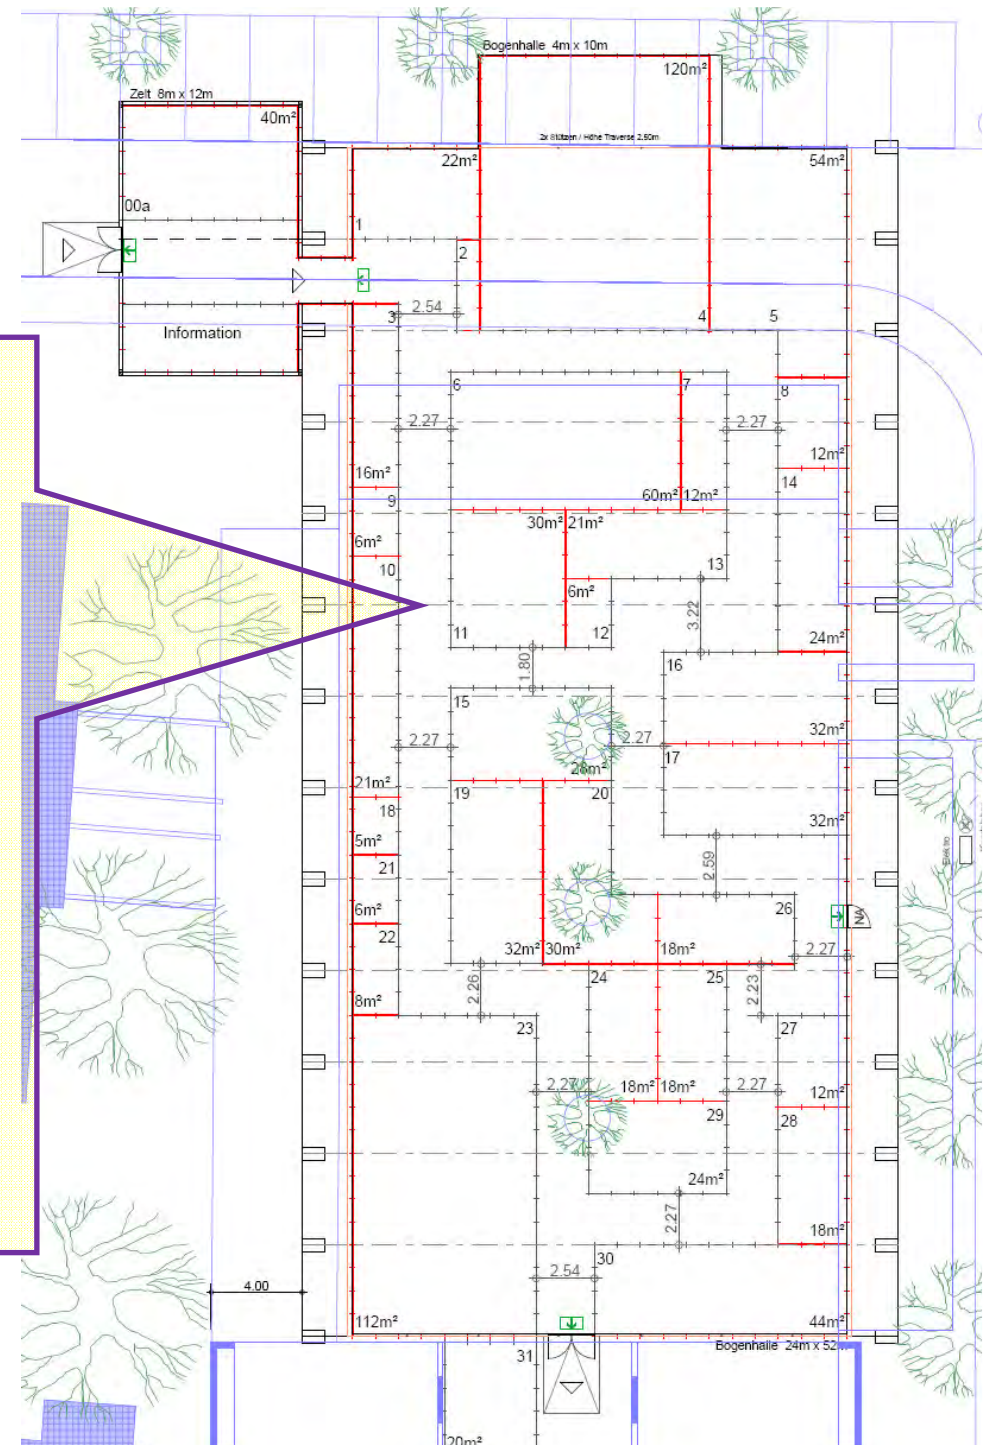 Bogenhalle 4m x 10m
120m²
Zelt 8m x 12m
40m²
2x Stützen / Höhe Traverse 2.50m
22m²
54m²
00a
1
2
2.54
3
4
5
Information
6
7
8
2.27
2.27
16m²
12m²
14
9
60m²
12m²
30m²
21m²
6m²
13
10
6m²
3.22
11
12
24m²
1.80
16
15
2.27
2.27
32m²
17
28m²
21m²
19
20
18
32m²
5m²
2.59
21
Elektro
6m²
26
NA
22
32m²
30m²
18m²
2.27
24
25
2.26
2.23
8m²
23
27
2.27
18m²
18m²
2.27
12m²
29
28
24m²
2.27
18m²
30
2.54
4.00
112m²
44m²
Bogenhalle 24m x 52
31
20m²